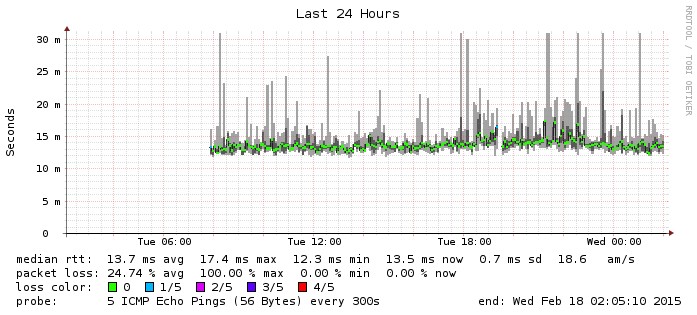 Last 24 Hours
RRDTOOL / TOBI OETIKER
Seconds
30 m
25 m
20 m
15 m
10 m
5 m
0
Tue 06:00 Tue 12:00 Tue 18:00 Wed 00:00
median rtt: 13.7 ms avg 17.4 ms max 12.3 ms min 13.5 ms now 0.7 ms sd 18.6 am/s
packet loss: 24.74 % avg 100.00 % max 0.00 % min 0.00 % now
loss color: 0 1/5 2/5 3/5 4/5
probe: 5 ICMP Echo Pings (56 Bytes) every 300s end: Wed Feb 18 02:05:10 2015